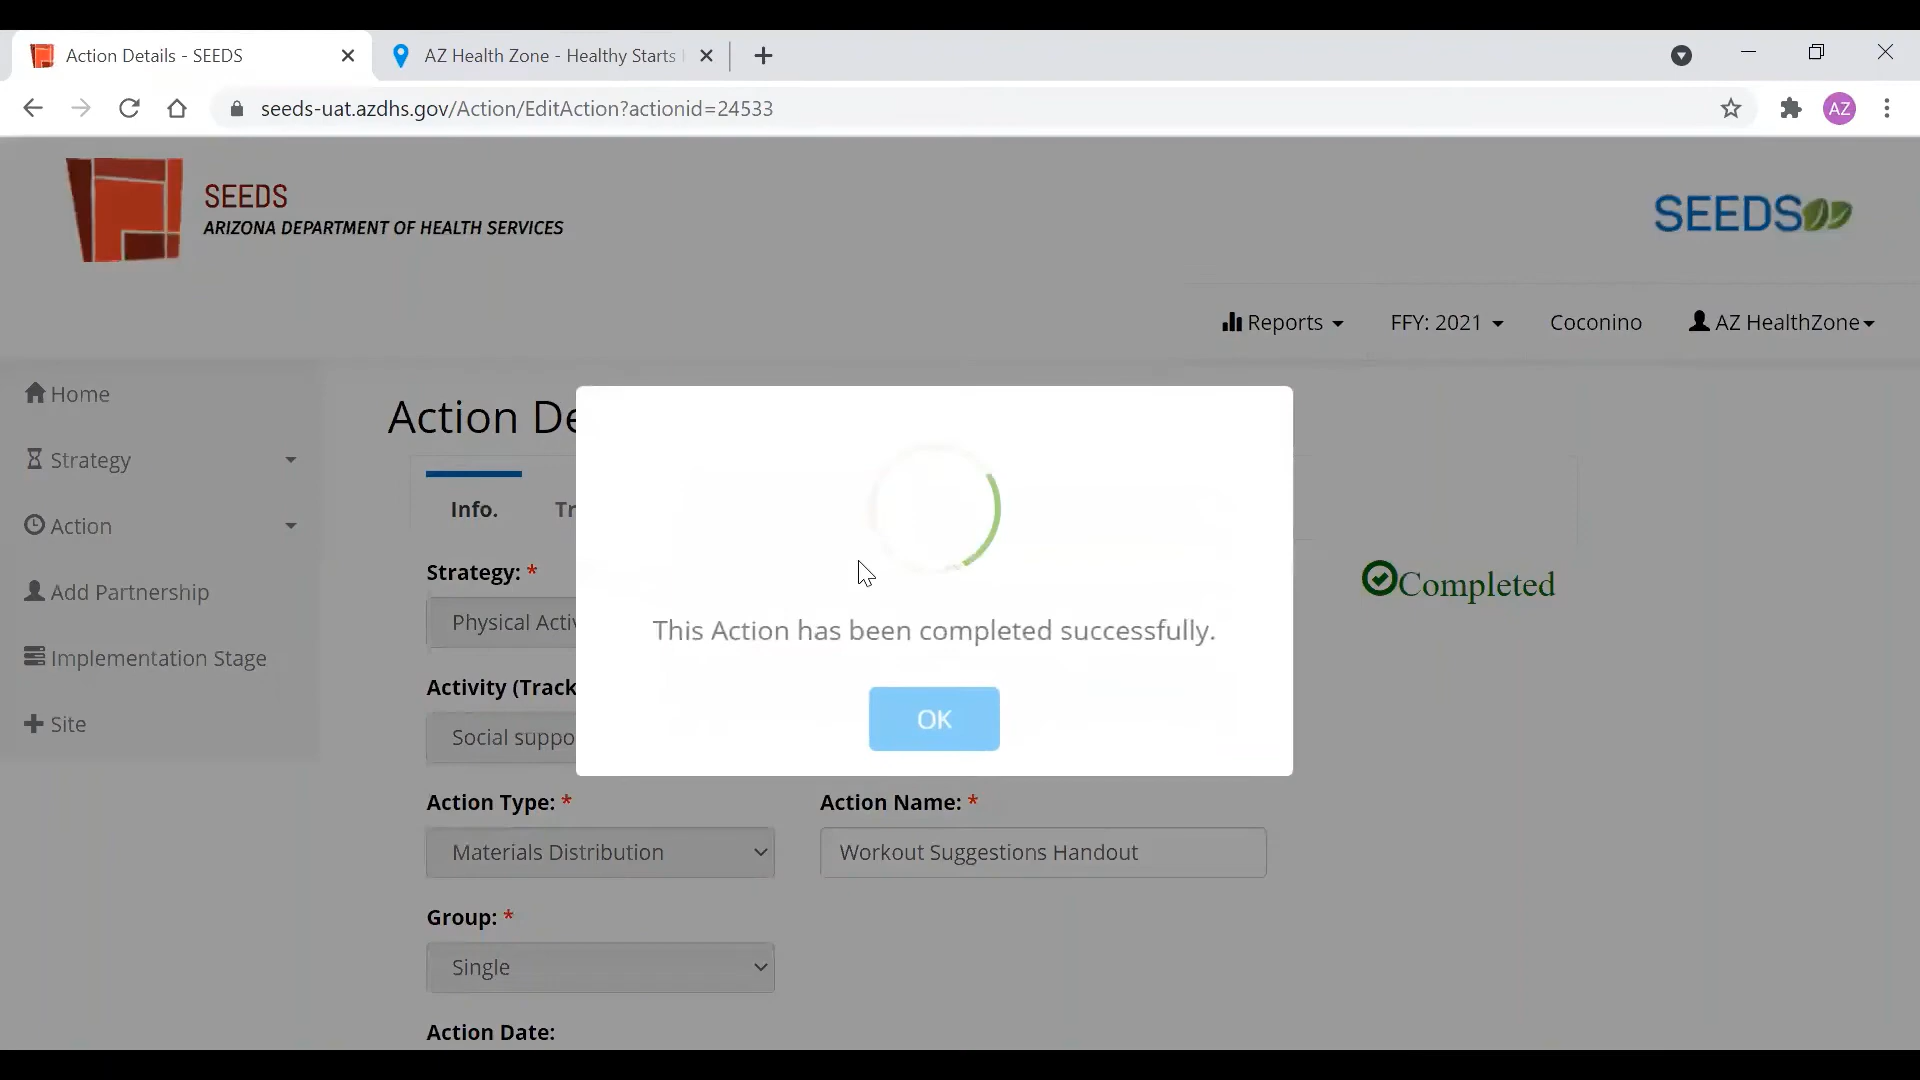 Action Details - SEEDS
AZ Health Zone - Healthy Starts
seeds-uat.azdhs.gov/Action/EditAction?actionid=24533
AZ
SEEDS
ARIZONA DEPARTMENT OF HEALTH SERVICES
SEEDS
Reports
FFY: 2021
Coconino
AZ HealthZone
Home
Strategy
Action
Add Partnership
Implementation Stage
Site
Action De
Info.
Tr
Strategy: *
Physical Activ
Completed
This Action has been completed successfully.
OK
Activity (Track
Social suppo
Action Type: *
Action Name: *
Materials Distribution
Workout Suggestions Handout
Group: *
Single
Action Date: